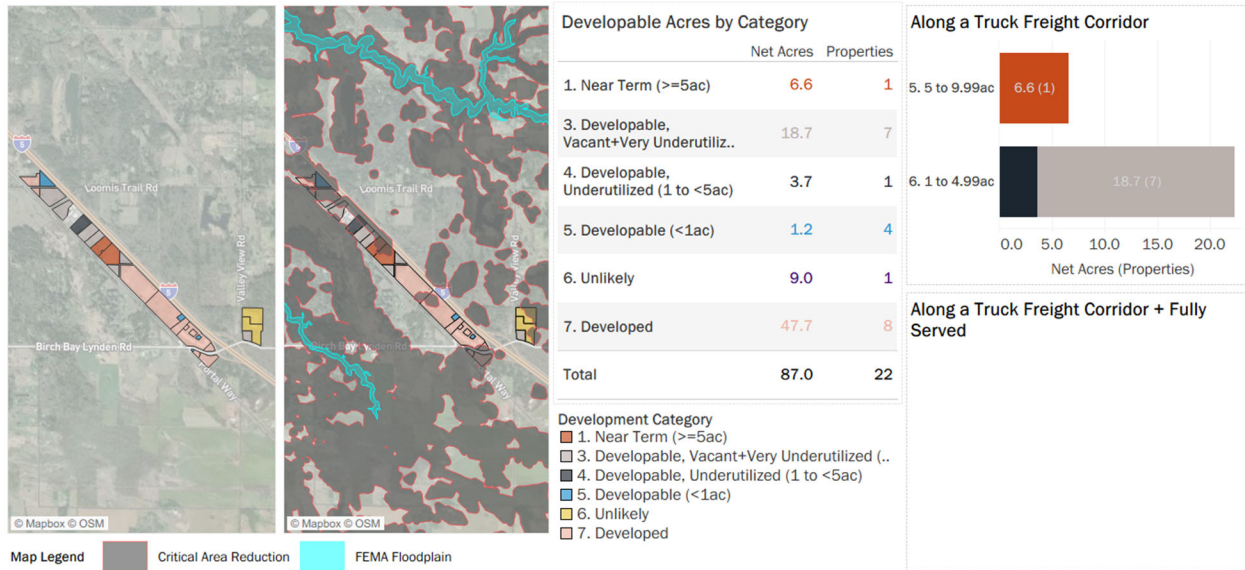 5
Loomis Trail Rd
Valley View Rd
5
Birch Bay Lynden Rd
Portal Way
© Mapbox © OSM
Loomis Trail Rd
Birch Bay Lynden Rd
tal Way
© Mapbox © OSM
Map Legend
Critical Area Reduction
FEMA Floodplain
Developable Acres by Category
Net Acres Properties
1. Near Term (>=5ac) 6.6 1
3. Developable,
Vacant+Very Underutiliz.. 18.7 7
4. Developable,
Underutilized (1 to <5ac) 3.7 1
5. Developable (<1ac) 1.2 4
6. Unlikely 9.0 1
7. Developed 47.7 8
Total 87.0 22
Development Category
1. Near Term (>=5ac)
3. Developable, Vacant+Very Underutilized (..
4. Developable, Underutilized (1 to <5ac)
5. Developable (<1ac)
6. Unlikely
7. Developed
Along a Truck Freight Corridor
5. 5 to 9.99ac 6.6 (1)
6. 1 to 4.99ac 18.7 (7)
0.0 5.0 10.0 15.0 20.0
Net Acres (Properties)
Along a Truck Freight Corridor + Fully
Served